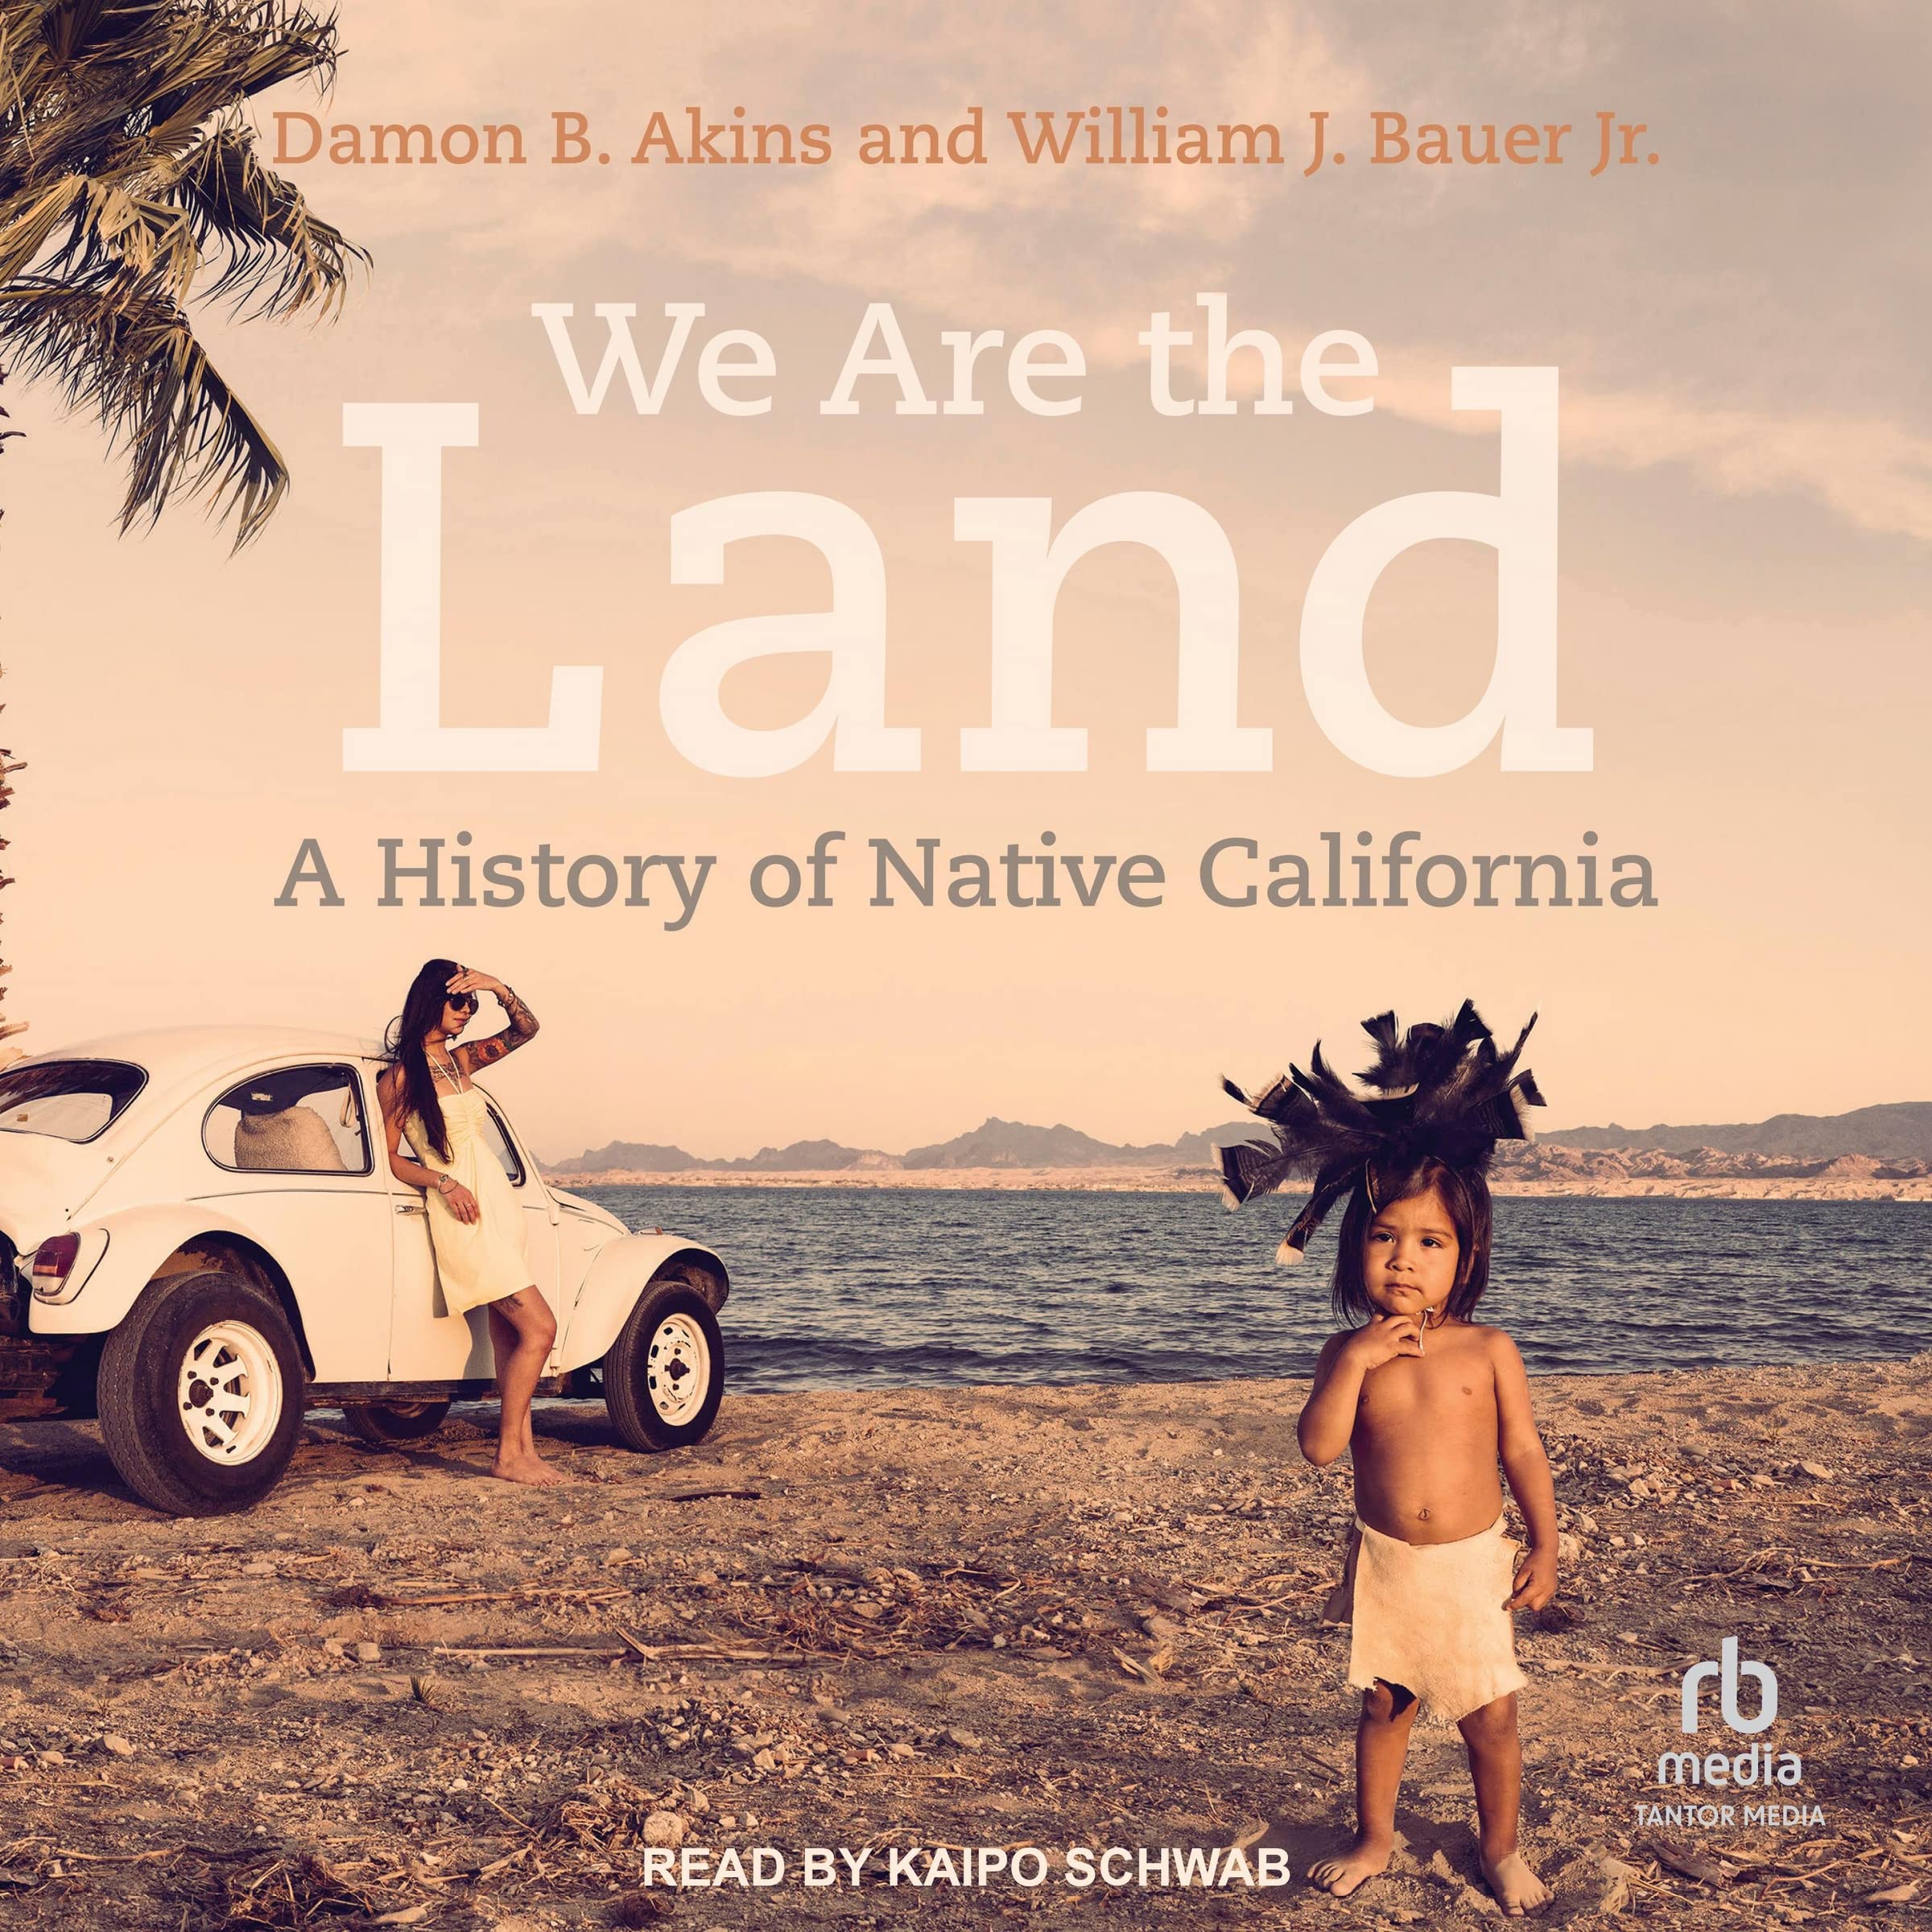 Damon B. Akins and William J. Bauer Jr.
We Are the
Land
A History of Native California
rb
media
TANTOR MEDIA
READ BY KAIPO SCHWAB